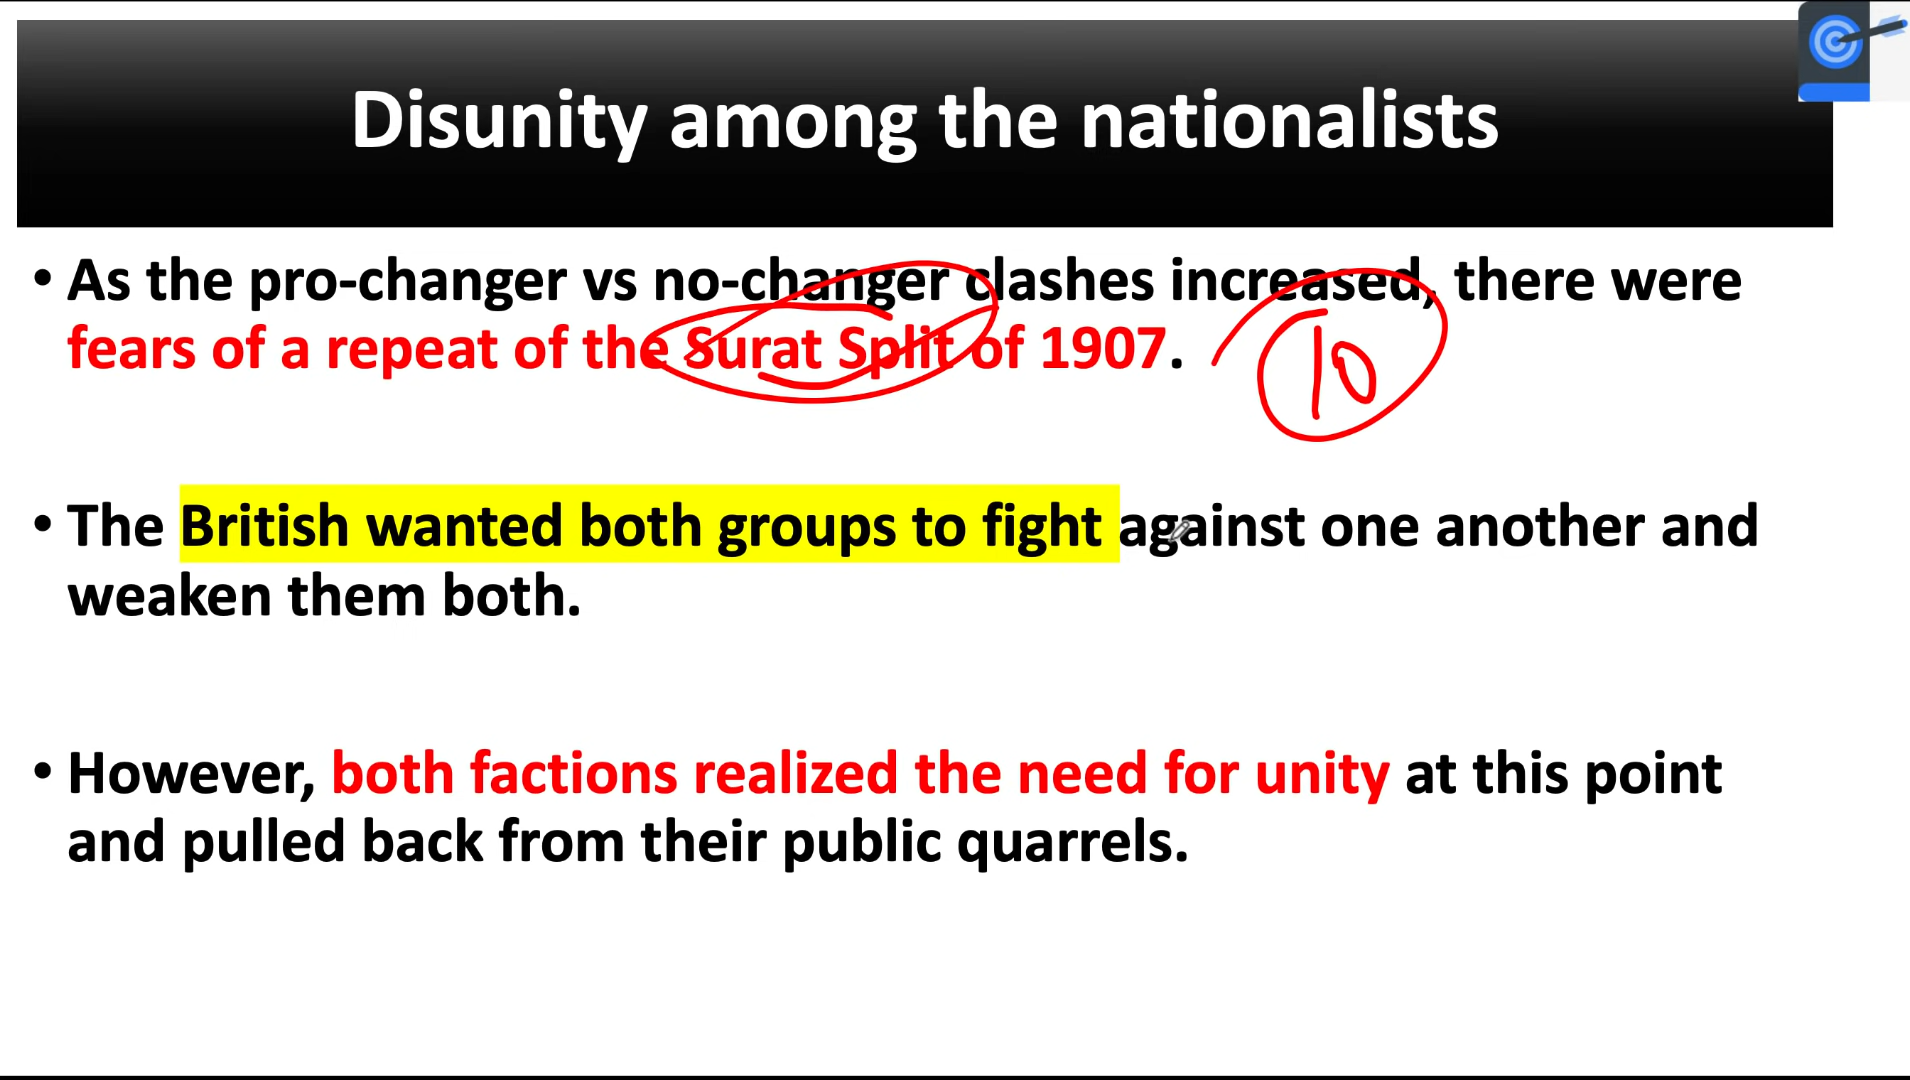 Disunity among the nationalists
• As the pro-changer vs no-changer clashes increased, there were
fears of a repeat of the Surat Split of 1907.
10
• The British wanted both groups to fight against one another and
weaken them both.
• However, both factions realized the need for unity at this point
and pulled back from their public quarrels.